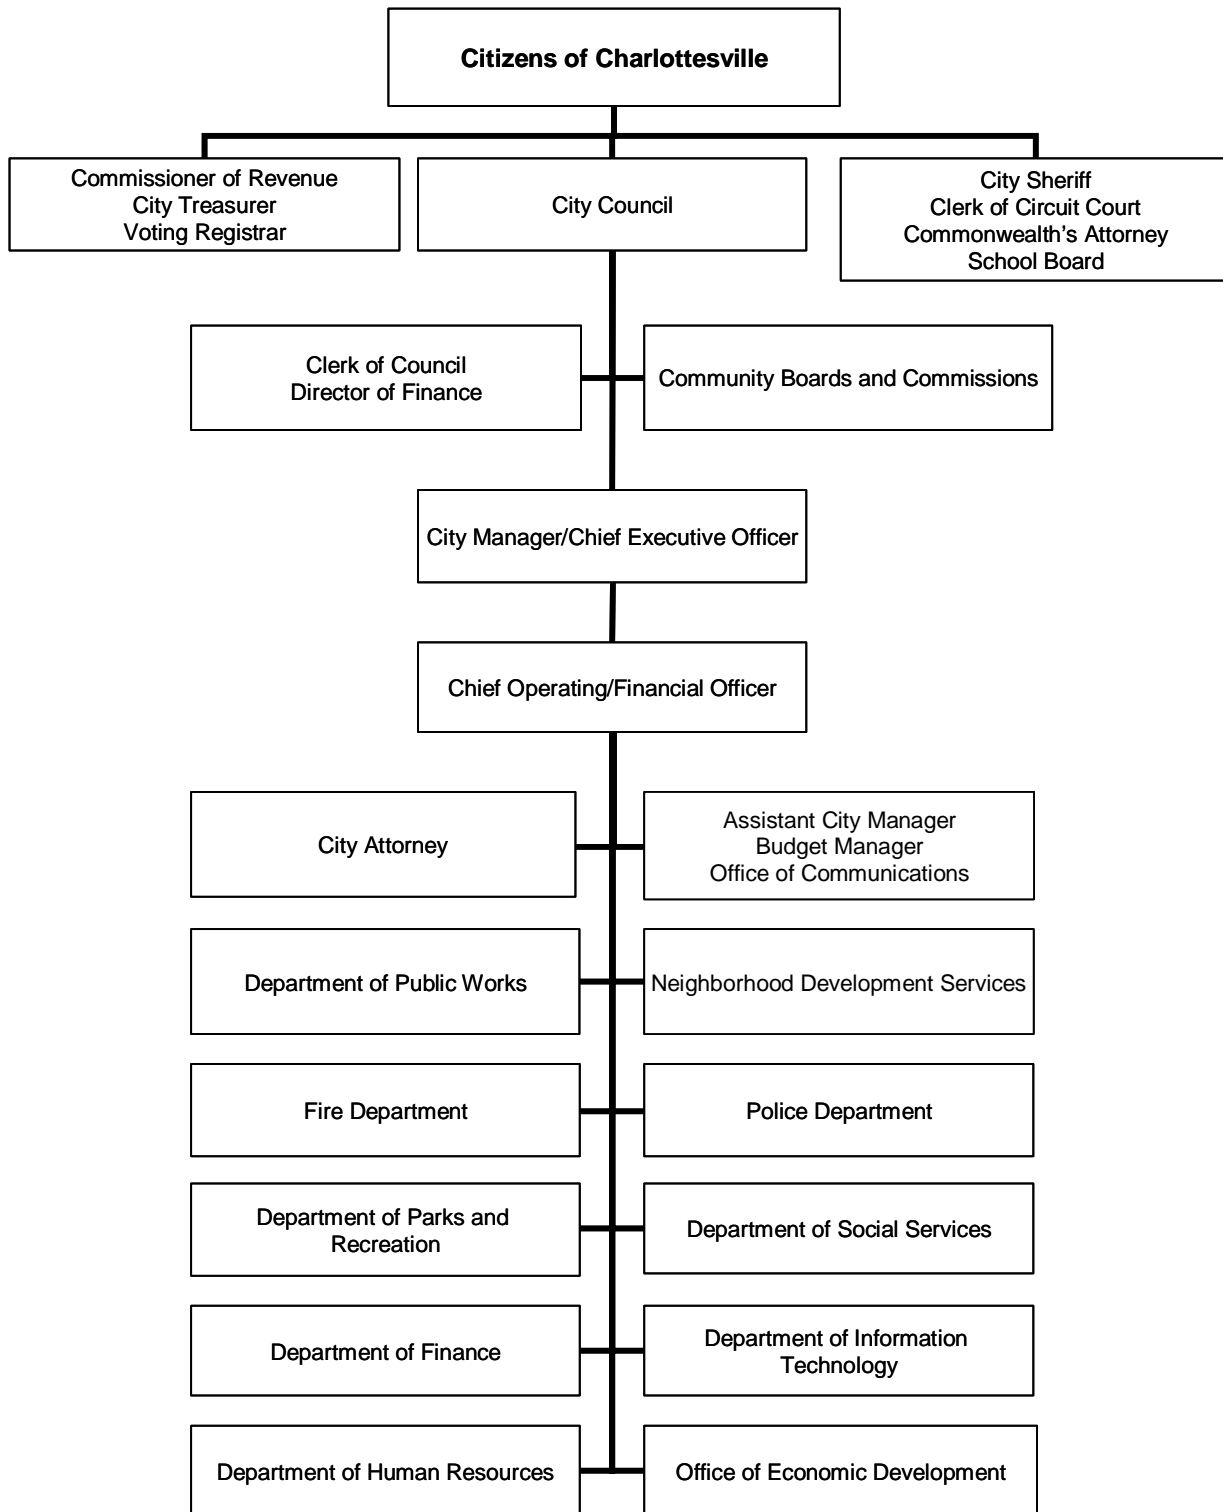 Citizens of Charlottesville
Commissioner of Revenue
City Treasurer
Voting Registrar
City Council
City Sheriff
Clerk of Circuit Court
Commonwealth’s Attorney
School Board
Clerk of Council
Director of Finance
Community Boards and Commissions
City Manager/Chief Executive Officer
Chief Operating/Financial Officer
City Attorney
Assistant City Manager
Budget Manager
Office of Communications
Department of Public Works
Neighborhood Development Services
Fire Department
Police Department
Department of Parks and
Recreation
Department of Social Services
Department of Finance
Department of Information
Technology
Department of Human Resources
Office of Economic Development